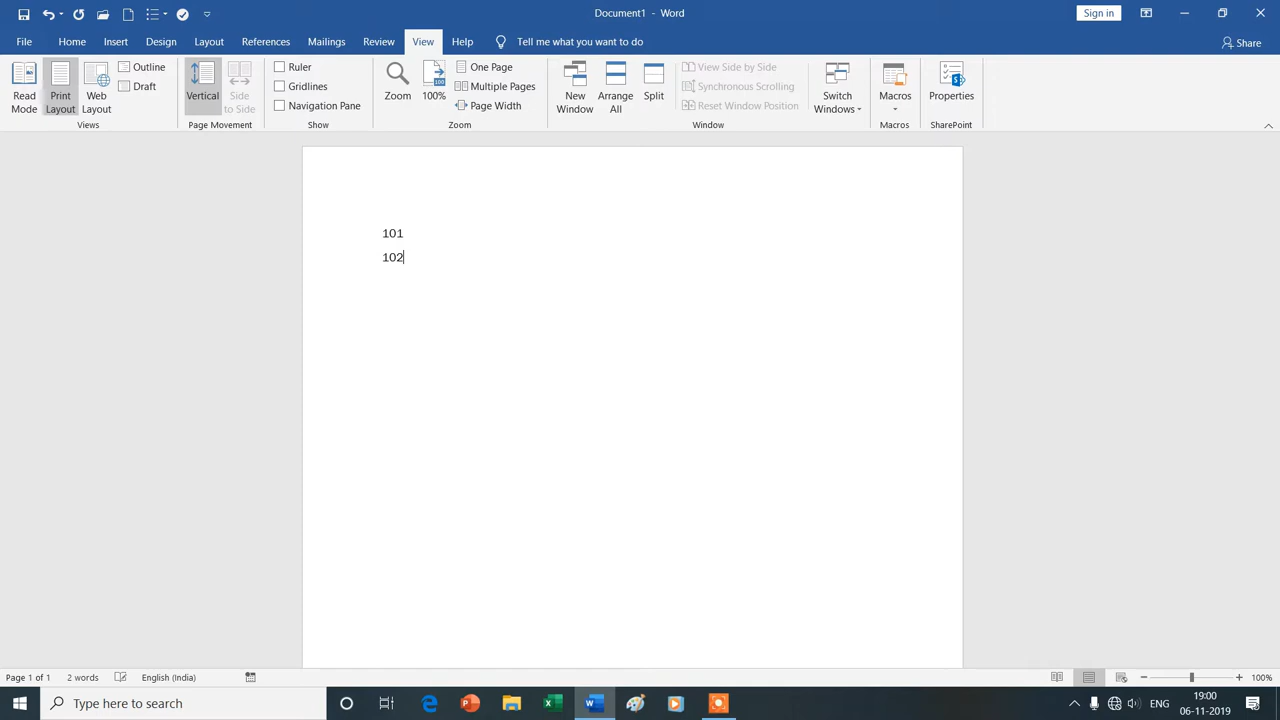 Document1 - Word
Sign in
File Home Insert Design Layout References Mailings Review View Help Tell me what you want to do Share
Read Mode
Print Layout
Web Layout
Outline
Draft
Views
Vertical
Side to Side
Page Movement
Ruler
Gridlines
Navigation Pane
Show
Zoom
100
100%
One Page
Multiple Pages
Page Width
Zoom
New Window
Arrange All
Split
View Side by Side
Synchronous Scrolling
Reset Window Position
Switch Windows
Window
Macros
Macros
Properties
SharePoint
101
102
Page 1 of 1 2 words English (India) 100%
Type here to search
ENG
19:00
06-11-2019